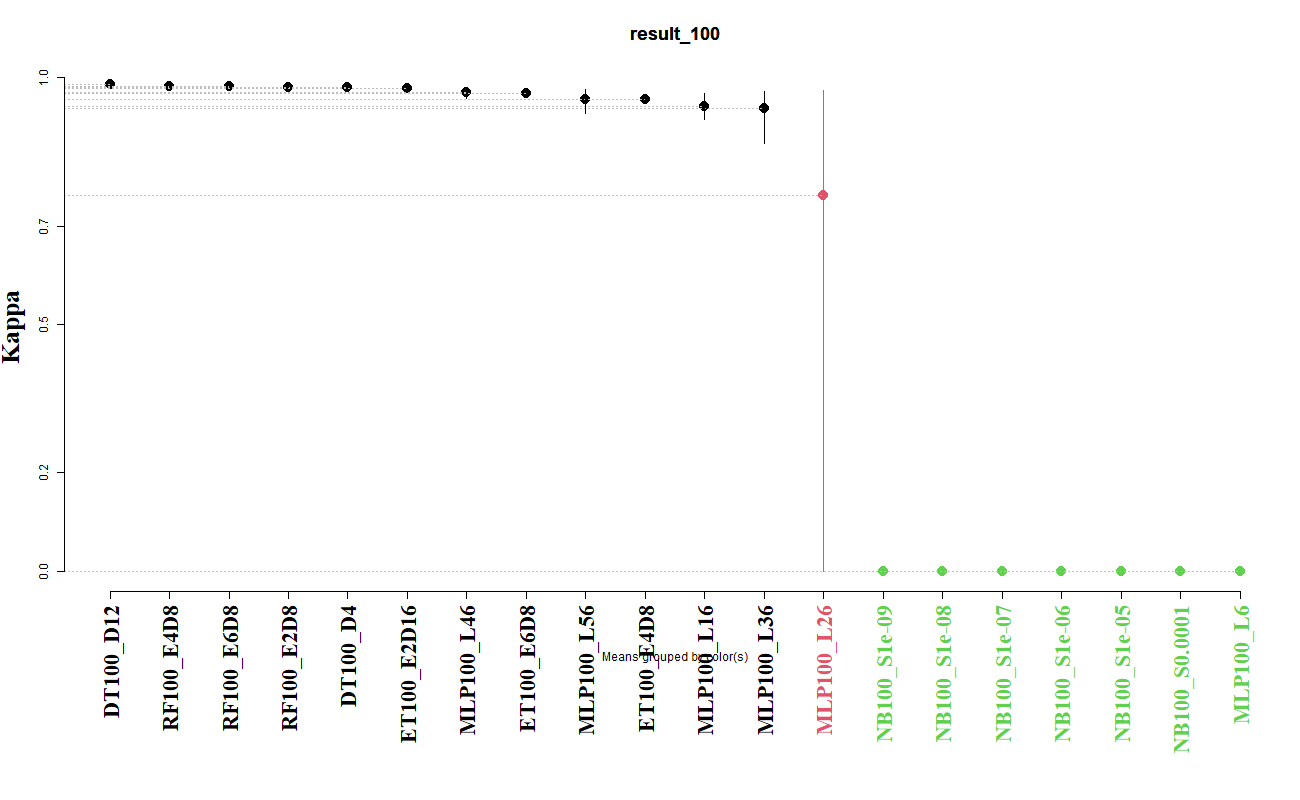 result_100
Kappa
1.0
0.7
0.5
0.2
0.0
DT100_D12
RF100_E4D8
RF100_E6D8
RF100_E2D8
DT100_D4
ET100_E2D16
MLP100_L46
ET100_E6D8
MLP100_L56
ET100_E4D8
MLP100_L16
MLP100_L36
MLP100_L26
NB100_S1e-09
NB100_S1e-08
NB100_S1e-07
NB100_S1e-06
NB100_S1e-05
NB100_S0.0001
MLP100_L6
Means grouped by color(s)